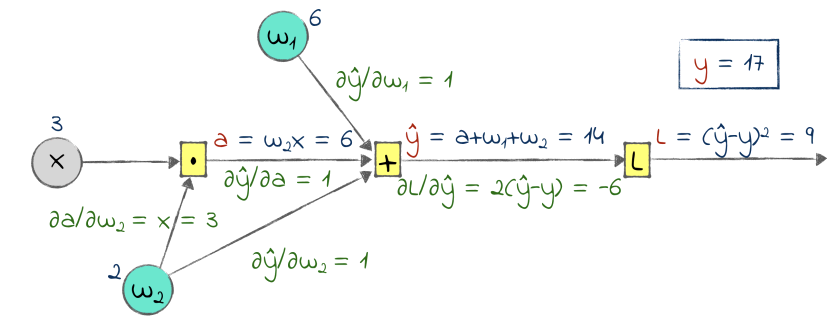 6
ω₁
y = 17
∂ŷ/∂ω₁ = 1
3
x
·
a = ω₂x = 6
+
ŷ = a+ω₁+ω₂ = 14
L
L = (ŷ-y)² = 9
∂ŷ/∂a = 1
∂L/∂ŷ = 2(ŷ-y) = -6
∂a/∂ω₂ = x = 3
∂ŷ/∂ω₂ = 1
2
ω₂